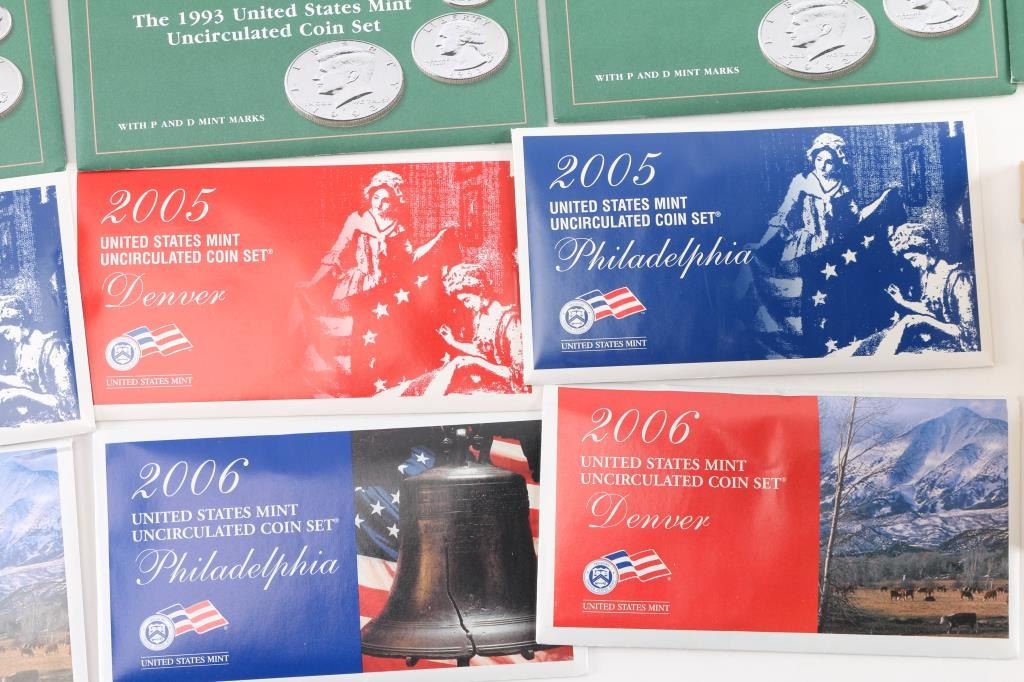 The 1993 United States Mint
Uncirculated Coin Set
WITH P AND D MINT MARKS
WITH P AND D MINT MARKS
LIBERTY
2005
UNITED STATES MINT
UNCIRCULATED COIN SET®
Denver
UNITED STATES MINT
2005
UNITED STATES MINT
UNCIRCULATED COIN SET®
Philadelphia
UNITED STATES MINT
2006
UNITED STATES MINT
UNCIRCULATED COIN SET®
Philadelphia
UNITED STATES MINT
2006
UNITED STATES MINT
UNCIRCULATED COIN SET®
Denver
UNITED STATES MINT